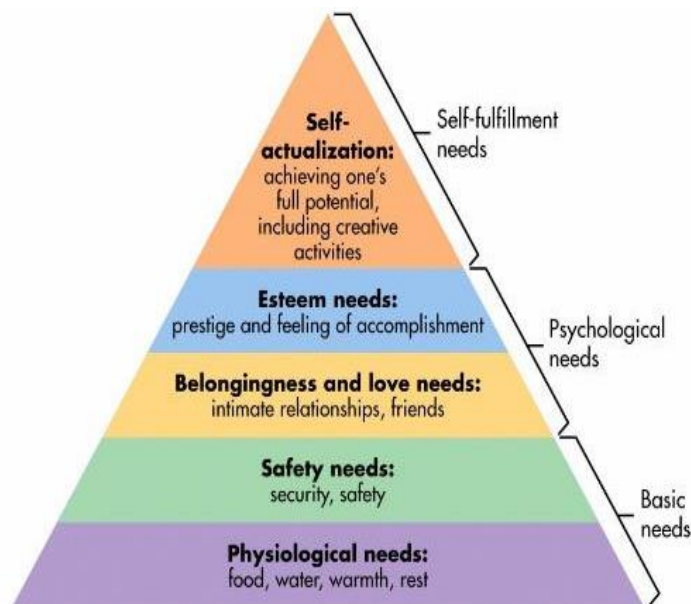 Self-
actualization:
achieving one's
full potential,
including creative
activities
Self-fulfillment
needs
Esteem needs:
prestige and feeling of accomplishment
Psychological
needs
Belongingness and love needs:
intimate relationships, friends
Safety needs:
security, safety
Basic
needs
Physiological needs:
food, water, warmth, rest